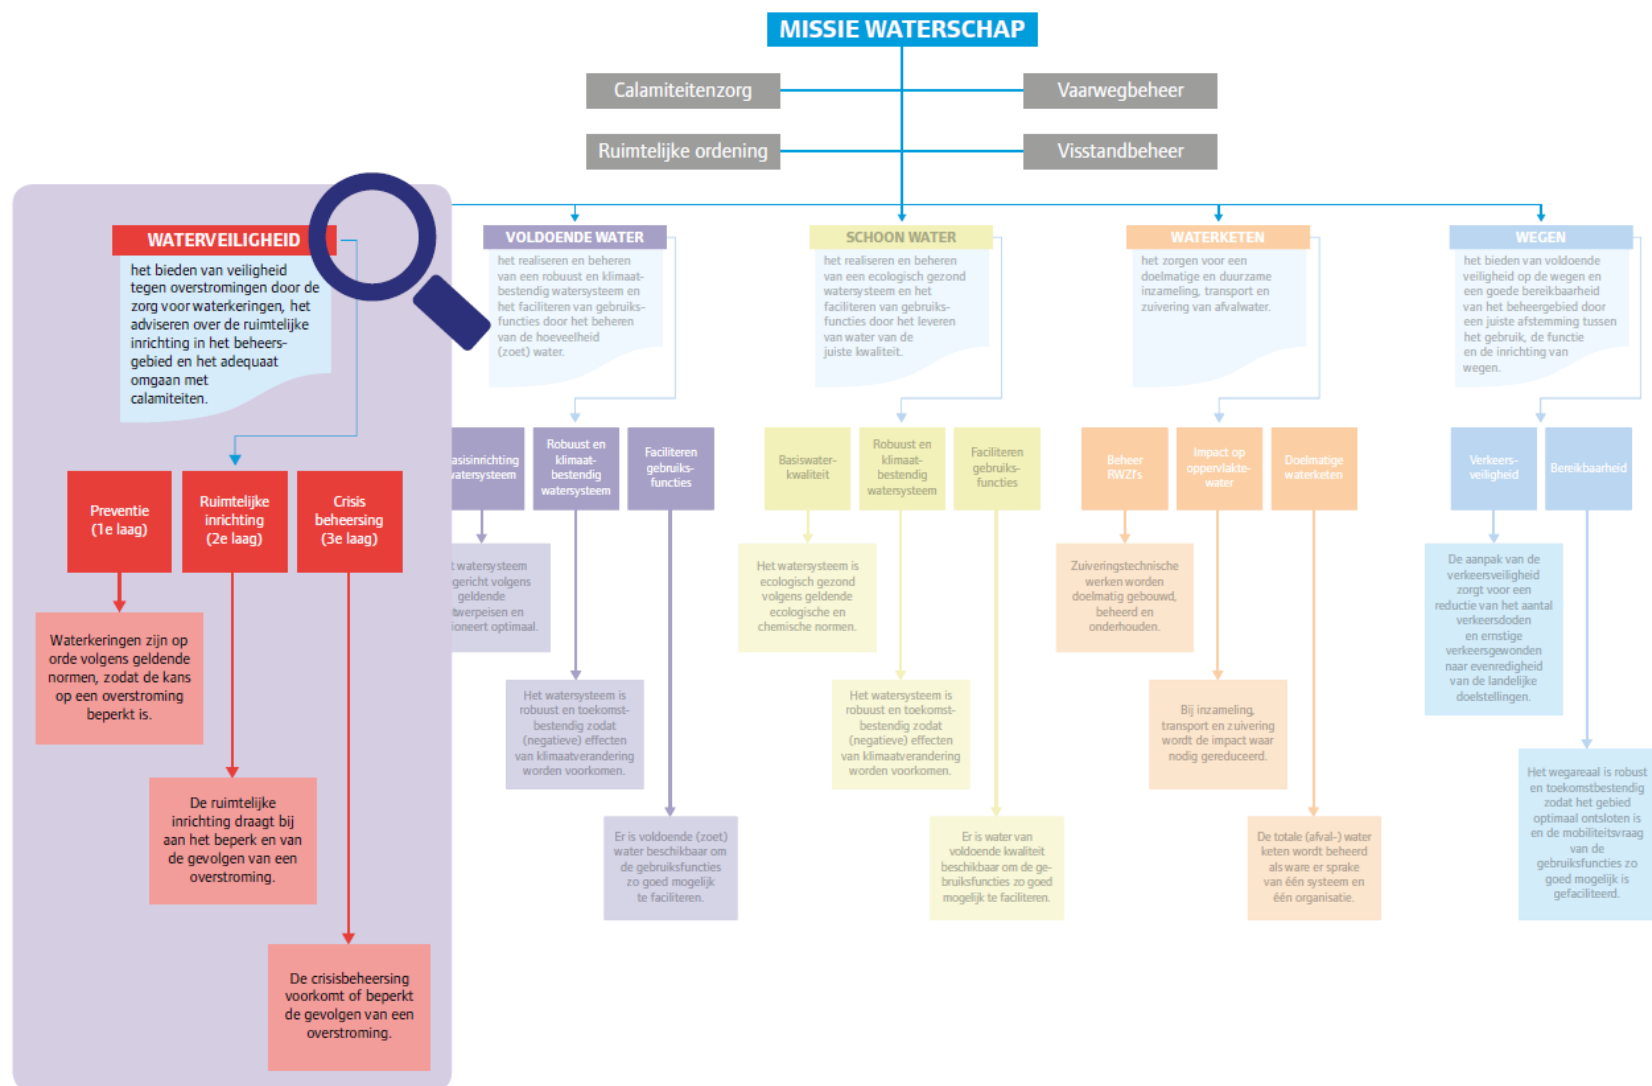 MISSIE WATERSCHAP
Calamiteitenzorg
Vaarwegbeheer
Ruimtelijke ordening
Visstandbeheer
WATERVEILIGHEID
het bieden van veiligheid
tegen overstromingen door de
zorg voor waterkeringen, het
adviseren over de ruimtelijke
inrichting in het beheers-
gebied en het adequaat
omgaan met
calamiteiten.
Preventie
(1e laag)
Ruimtelijke
inrichting
(2e laag)
Crisis
beheersing
(3e laag)
Waterkeringen zijn op
orde volgens geldende
normen, zodat de kans
op een overstroming
beperkt is.
De ruimtelijke
inrichting draagt bij
aan het beperk en van
de gevolgen van een
overstroming.
De crisisbeheersing
voorkomt of beperkt
de gevolgen van een
overstroming.
VOLDOENDE WATER
het realiseren en beheren
van een robuust en klimaat-
bestendig watersysteem en
het faciliteren van gebruiks-
functies door het beheren
van de hoeveelheid
(zoet) water.
asisinrichting
watersysteem
Robuust en
klimaat-
bestendig
watersysteem
Faciliteren
gebruiks-
functies
t watersysteem
gericht volgens
geldende
twerpeisen en
ioneert optimaal.
Het watersysteem is
robuust en toekomst-
bestendig zodat
(negatieve) effecten
van klimaatverandering
worden voorkomen.
Er is voldoende (zoet)
water beschikbaar om
de gebruiksfuncties
zo goed mogelijk
te faciliteren.
SCHOON WATER
het realiseren en beheren
van een ecologisch gezond
watersysteem en het
faciliteren van gebruiks-
functies door het leveren
van water van de
juiste kwaliteit.
Basiswater-
kwaliteit
Robuust en
klimaat-
bestendig
watersysteem
Faciliteren
gebruiks-
functies
Het watersysteem is
ecologisch gezond
volgens geldende
ecologische en
chemische normen.
Het watersysteem is
robuust en toekomst-
bestendig zodat
(negatieve) effecten
van klimaatverandering
worden voorkomen.
Er is water van
voldoende kwaliteit
beschikbaar om de ge-
bruiksfuncties zo goed
mogelijk te faciliteren.
WATERKETEN
het zorgen voor een
doelmatige en duurzame
inzameling, transport en
zuivering van afvalwater.
Beheer
RWZI's
Impact op
oppervlakte-
water
Doelmatige
waterketen
Zuiveringstechnische
werken worden
doelmatig gebouwd,
beheerd en
onderhouden.
Bij inzameling,
transport en zuivering
wordt de impact waar
nodig gereduceerd.
De totale (afval-) water
keten wordt beheerd
als ware er sprake
van één systeem en
één organisatie.
WEGEN
het bieden van voldoende
veiligheid op de wegen en
een goede bereikbaarheid
van het beheergebied door
een juiste afstemming tussen
het gebruik, de functie
en de inrichting van
wegen.
Verkeers-
veiligheid
Bereikbaarheid
De aanpak van de
verkeersveiligheid
zorgt voor een
reductie van het aantal
verkeersdoden
en ernstige
verkeersgewonden
naar evenredigheid
van de landelijke
doelstellingen.
Het wegareaal is robust
en toekomstbestendig
zodat het gebied
optimaal ontsloten is
en de mobiliteitsvraag
van de
gebruiksfuncties zo
goed mogelijk is
gefaciliteerd.